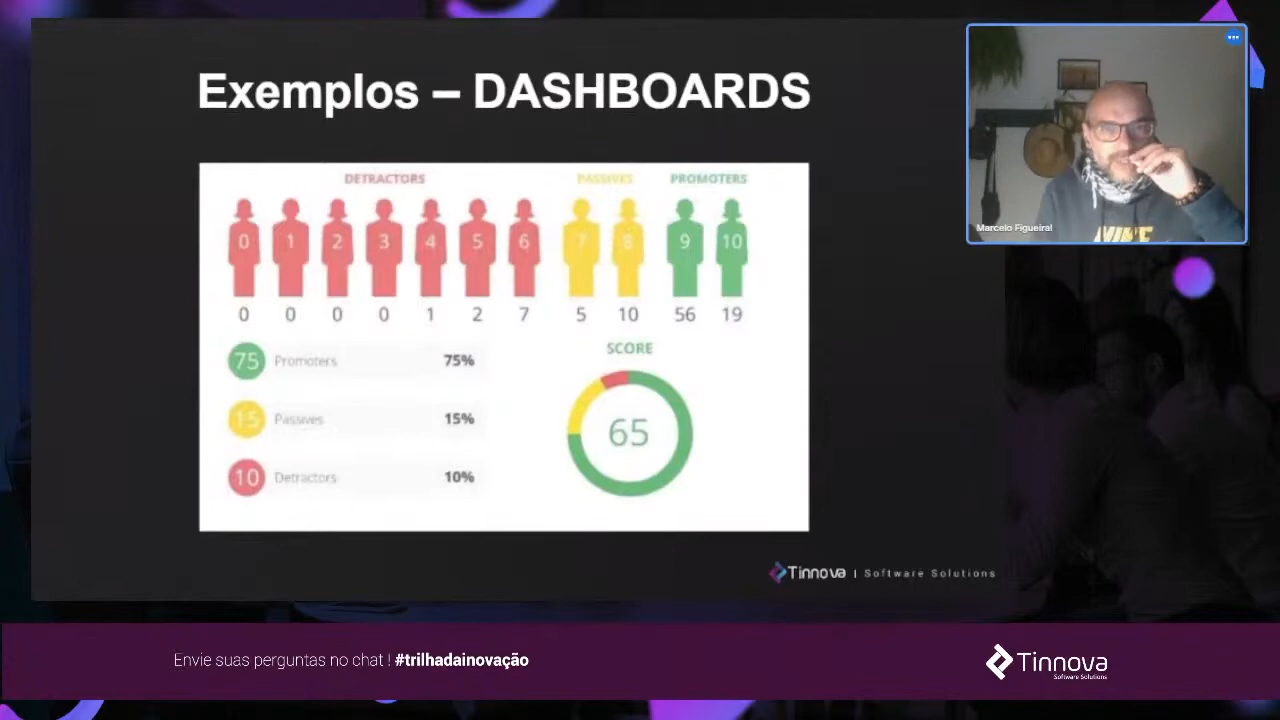 Exemplos – DASHBOARDS
DETRACTORS PASSIVES PROMOTERS
0 1 2 3 4 5 6 7 8 9 10
0 0 0 0 1 2 7 5 10 56 19
75 Promoters 75%
15 Passives 15%
10 Detractors 10%
SCORE
65
Tinnova | Software Solutions
Marcelo Figueiral
NIKE
Envie suas perguntas no chat ! #trilhadainovação
Tinnova
Software Solutions